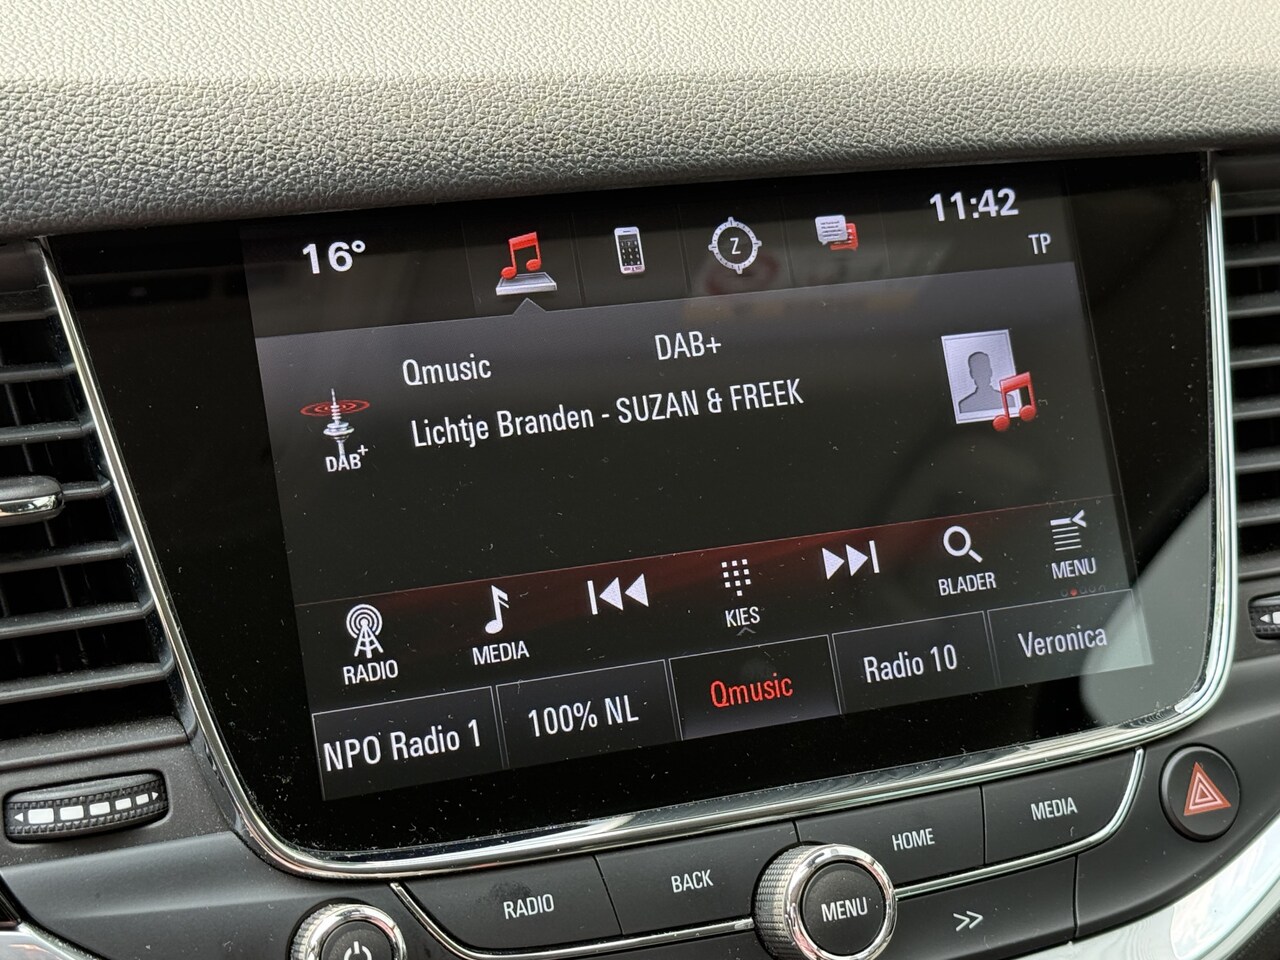 16°
11:42
Z
TP
Qmusic
DAB+
Lichtje Branden - SUZAN & FREEK
DAB+
RADIO
MEDIA
KIES
BLADER
MENU
NPO Radio 1
100% NL
Qmusic
Radio 10
Veronica
RADIO
BACK
MENU
HOME
MEDIA